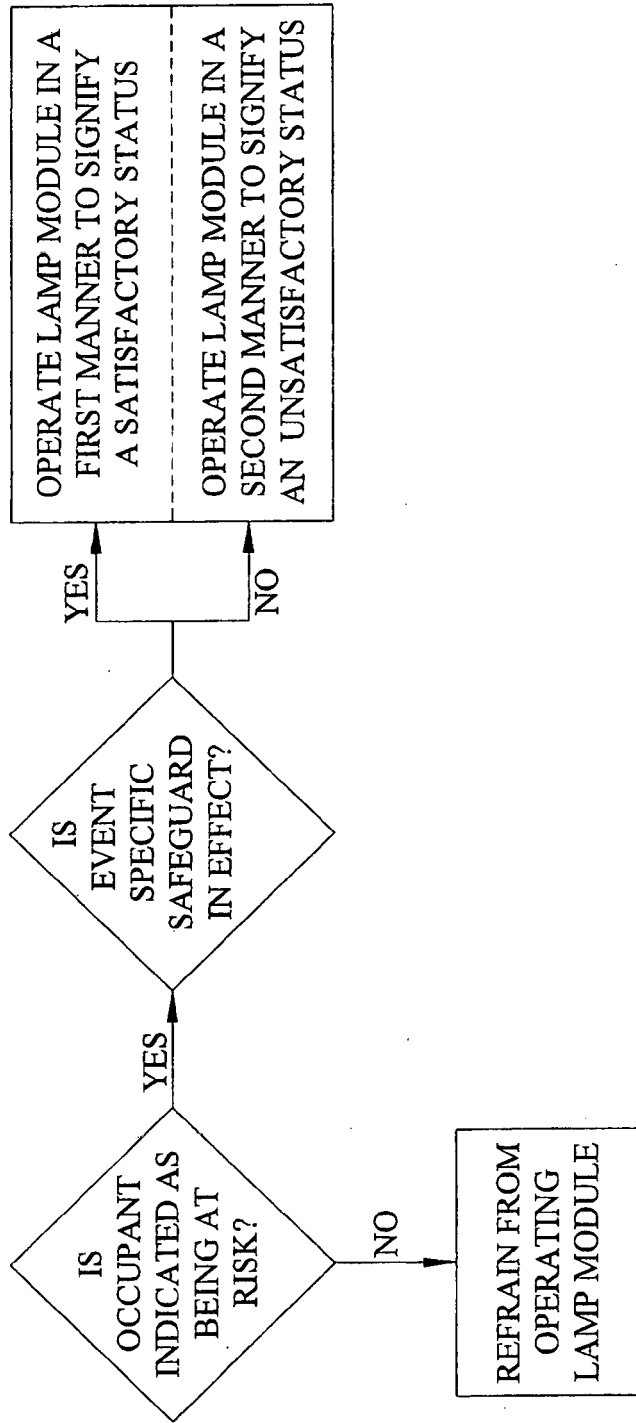 IS
OCCUPANT
INDICATED AS
BEING AT
RISK?
YES
NO
REFRAIN FROM
OPERATING
LAMP MODULE
IS
EVENT
SPECIFIC
SAFEGUARD
IN EFFECT?
YES
NO
OPERATE LAMP MODULE IN A
FIRST MANNER TO SIGNIFY
A SATISFACTORY STATUS
OPERATE LAMP MODULE IN A
SECOND MANNER TO SIGNIFY
AN UNSATISFACTORY STATUS